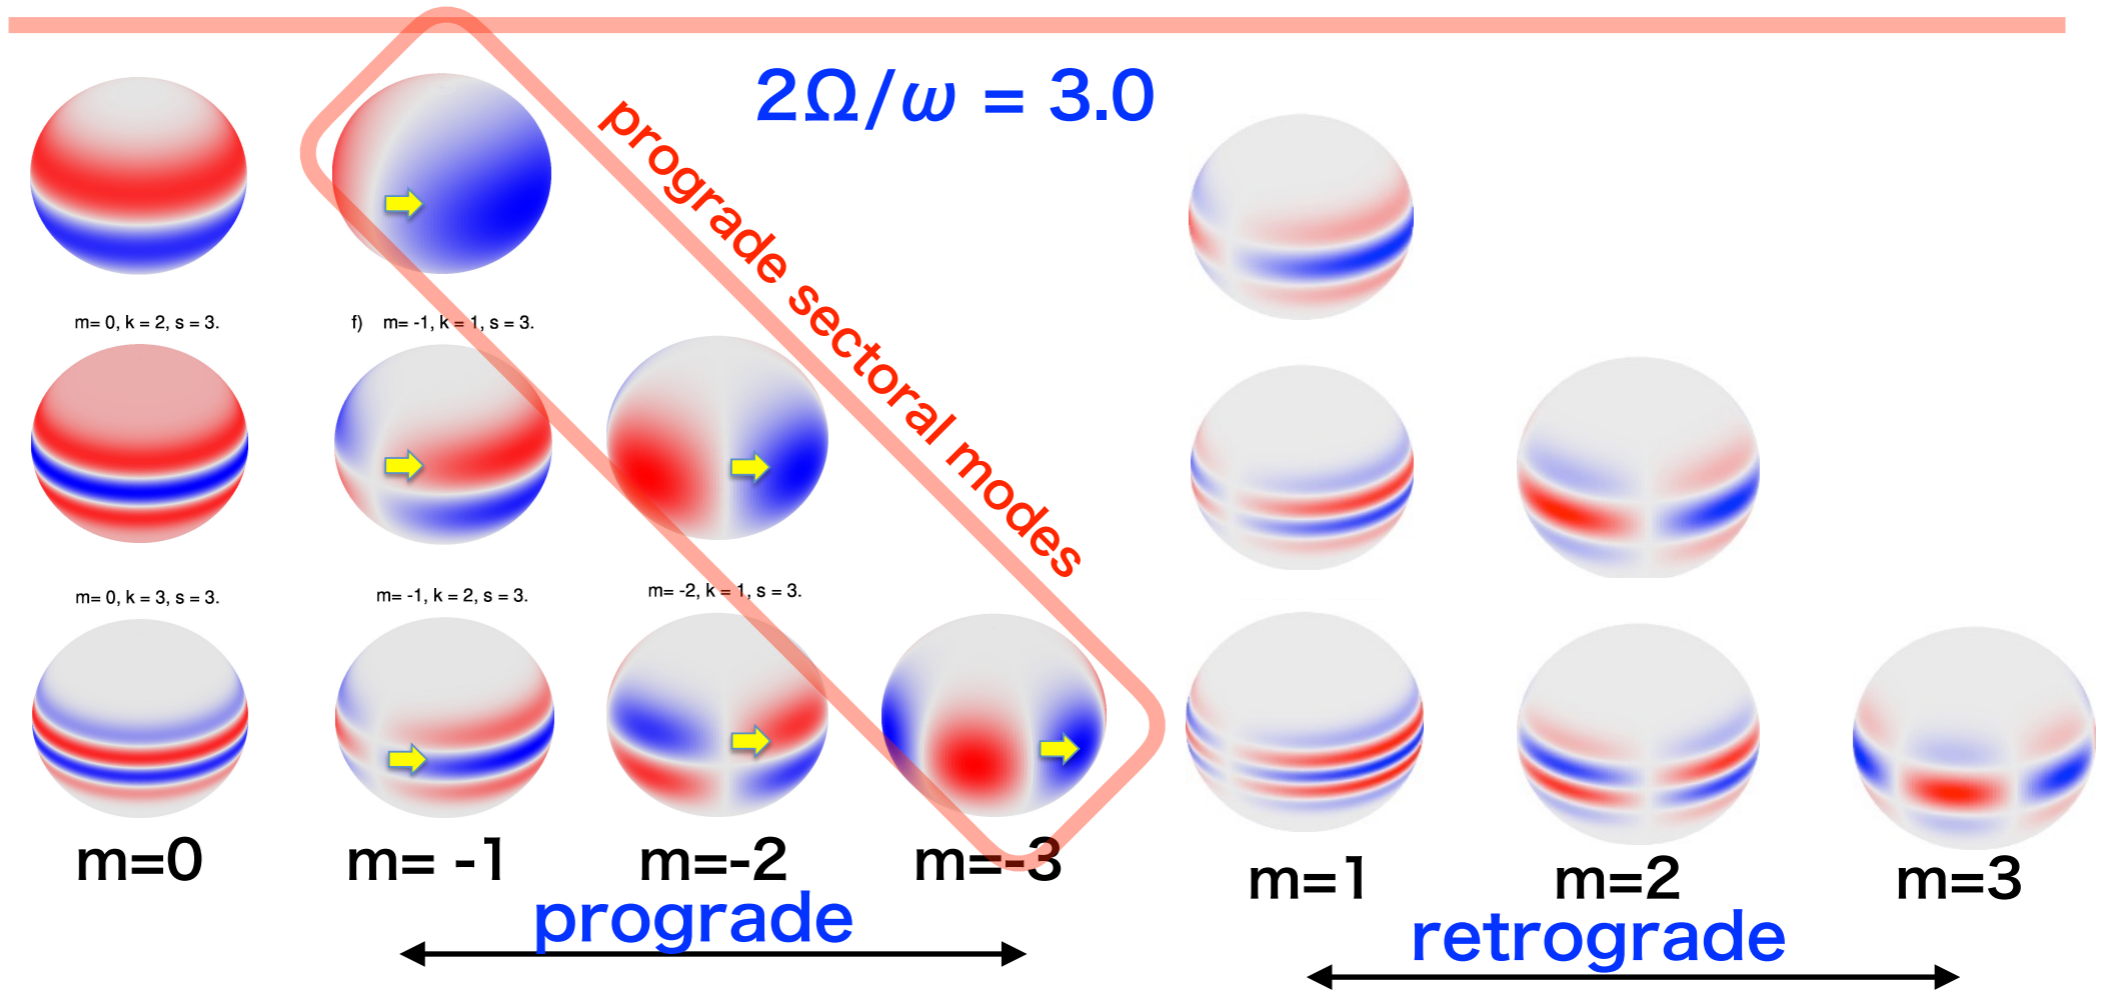 2Ω/ω = 3.0
prograde sectoral modes
m= 0, k = 2, s = 3.
f) m= -1, k = 1, s = 3.
m= 0, k = 3, s = 3.
m= -1, k = 2, s = 3.
m= -2, k = 1, s = 3.
m=0
m= -1
m=-2
m=-3
m=1
m=2
m=3
prograde
retrograde